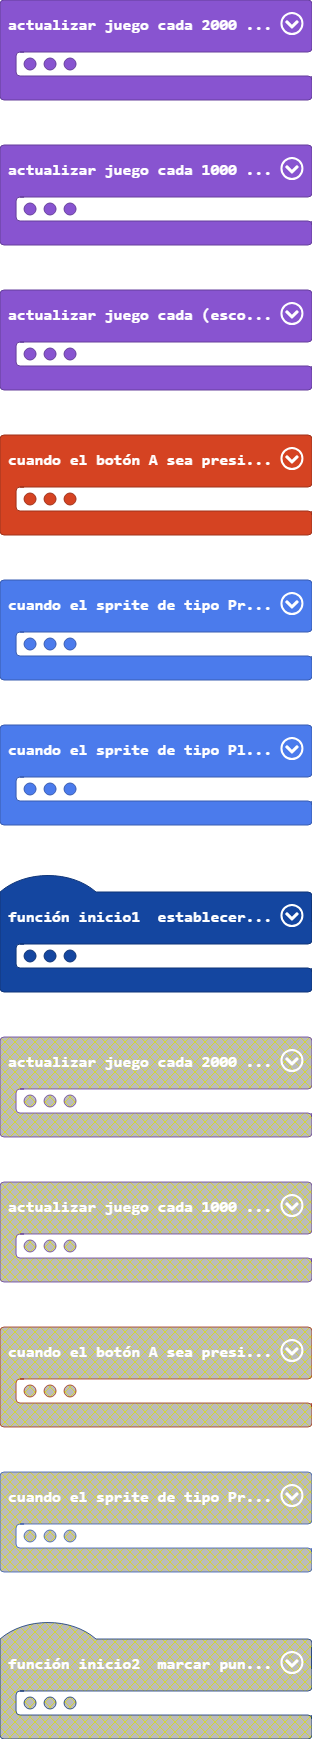 actualizar juego cada 2000 ...
actualizar juego cada 1000 ...
actualizar juego cada (esco...
cuando el botón A sea presi...
cuando el sprite de tipo Pr...
cuando el sprite de tipo Pl...
función inicio1 establecer...
actualizar juego cada 2000 ...
actualizar juego cada 1000 ...
cuando el botón A sea presi...
cuando el sprite de tipo Pr...
función inicio2 marcar pun...